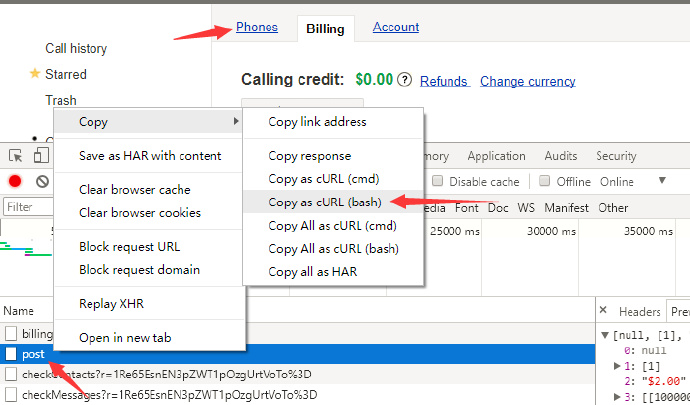 Phones Billing Account
Call history
Starred
Calling credit: $0.00 ? Refunds Change currency
Trash
Copy
Copy link address
Save as HAR with content
Copy response
Memory Application Security
Copy as cURL (cmd)
Clear browser cache
Disable cache Offline Online
Clear browser cookies
Copy as cURL (bash)
Filter
Media Font Doc WS Manifest Other
Copy All as cURL (cmd)
25000 ms 30000 ms 35000 ms
Block request URL
Copy All as cURL (bash)
Block request domain
Copy all as HAR
Replay XHR
Name
Headers
Open in new tab
billing
[null, [1],
post
0: null
1: [1]
checkContacts?r=1Re65EsnEN3pZWT1pOzgUrtVoTo%3D
2: "$2.00"
checkMessages?r=1Re65EsnEN3pZWT1pOzgUrtVoTo%3D
3: [[100000